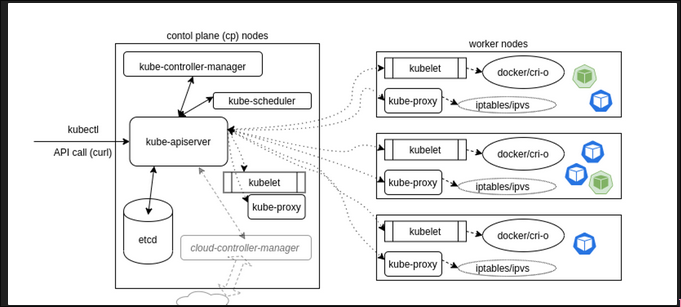 contol plane (cp) nodes
kube-controller-manager
kube-scheduler
kubectl
API call (curl)
kube-apiserver
kubelet
kube-proxy
etcd
cloud-controller-manager
worker nodes
kubelet
docker/cri-o
kube-proxy
iptables/ipvs
kubelet
docker/cri-o
kube-proxy
iptables/ipvs
kubelet
docker/cri-o
kube-proxy
iptables/ipvs